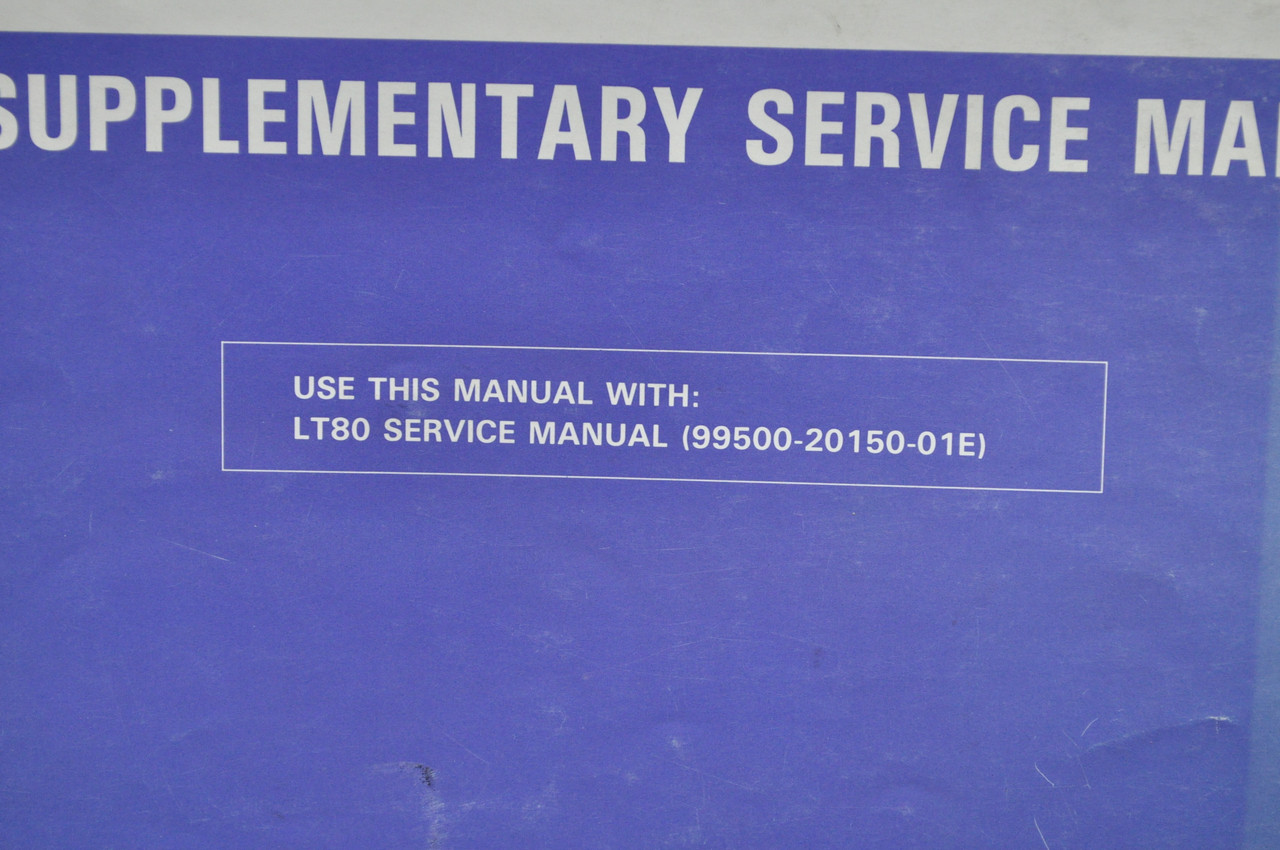 SUPPLEMENTARY SERVICE MA
USE THIS MANUAL WITH:
LT80 SERVICE MANUAL (99500-20150-01E)